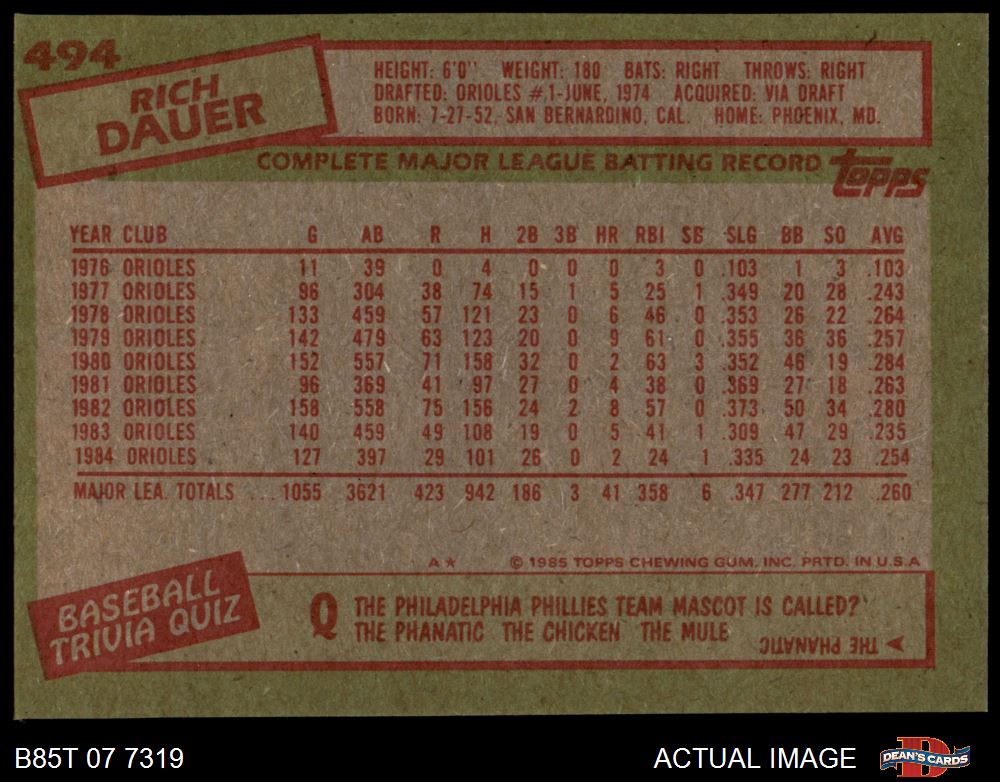 494
RICH
DAUER
HEIGHT: 6'0" WEIGHT: 180 BATS: RIGHT THROWS: RIGHT
DRAFTED: ORIOLES #1-JUNE, 1974 ACQUIRED: VIA DRAFT
BORN: 7-27-52, SAN BERNARDINO, CAL. HOME: PHOENIX, MD.
COMPLETE MAJOR LEAGUE BATTING RECORD topps
YEAR CLUB G AB R H 2B 3B HR RBI SB SLG BB SO AVG
1976 ORIOLES 11 39 0 4 0 0 0 3 0 .103 1 3 .103
1977 ORIOLES 96 304 38 74 15 1 5 25 1 .349 20 28 .243
1978 ORIOLES 133 459 57 121 23 0 6 46 0 .353 26 22 .264
1979 ORIOLES 142 479 63 123 20 0 9 61 0 .355 36 36 .257
1980 ORIOLES 152 557 71 158 32 0 2 63 3 .352 46 19 .284
1981 ORIOLES 96 369 41 97 27 0 4 38 0 .369 27 18 .263
1982 ORIOLES 158 558 75 156 24 2 8 57 0 .373 50 34 .280
1983 ORIOLES 140 459 49 108 19 0 5 41 1 .309 47 29 .235
1984 ORIOLES 127 397 29 101 26 0 2 24 1 .335 24 23 .254
MAJOR LEA. TOTALS ... 1055 3621 423 942 186 3 41 358 6 .347 277 212 .260
A* © 1985 TOPPS CHEWING GUM, INC. PRTD. IN U.S.A
BASEBALL
TRIVIA QUIZ
Q THE PHILADELPHIA PHILLIES TEAM MASCOT IS CALLED?
THE PHANATIC THE CHICKEN THE MULE
THE PHANATIC
B85T 07 7319
ACTUAL IMAGE
DEAN'S CARDS